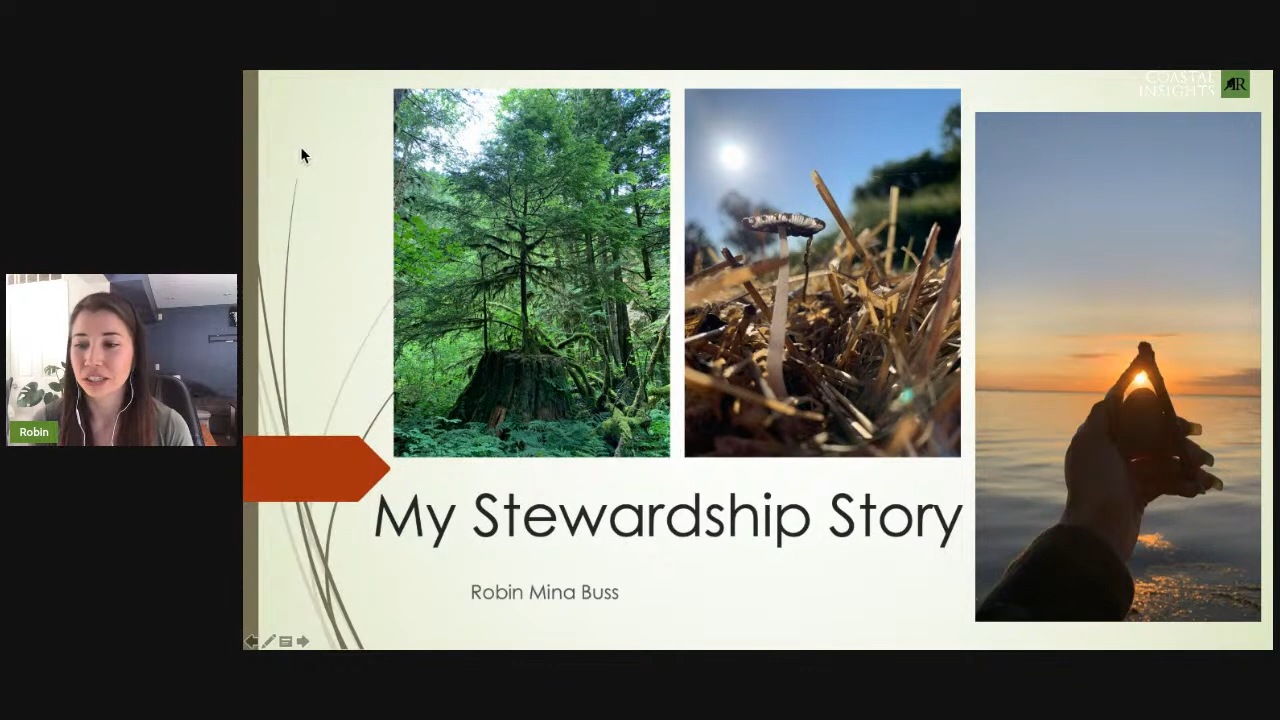 COASTAL
INSIGHTS
R
My Stewardship Story
Robin Mina Buss
Robin